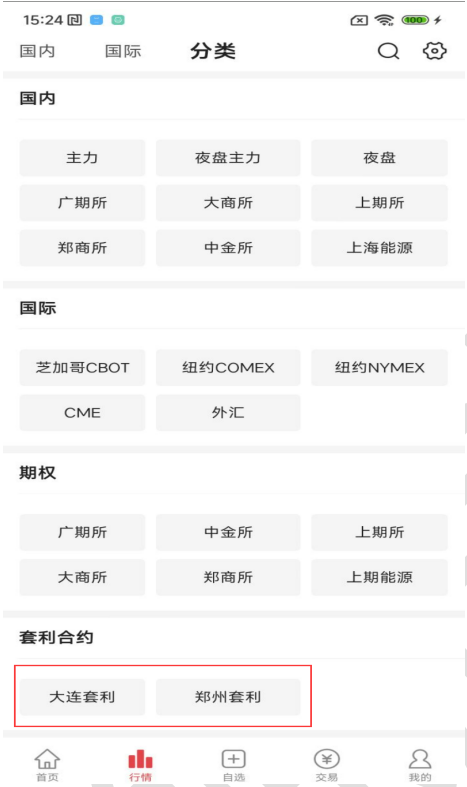 15:24 100
国内 国际 分类
国内
主力 夜盘主力 夜盘
广期所 大商所 上期所
郑商所 中金所 上海能源
国际
芝加哥CBOT 纽约COMEX 纽约NYMEX
CME 外汇
期权
广期所 中金所 上期所
大商所 郑商所 上期能源
套利合约
大连套利 郑州套利
首页 行情 自选 交易 我的